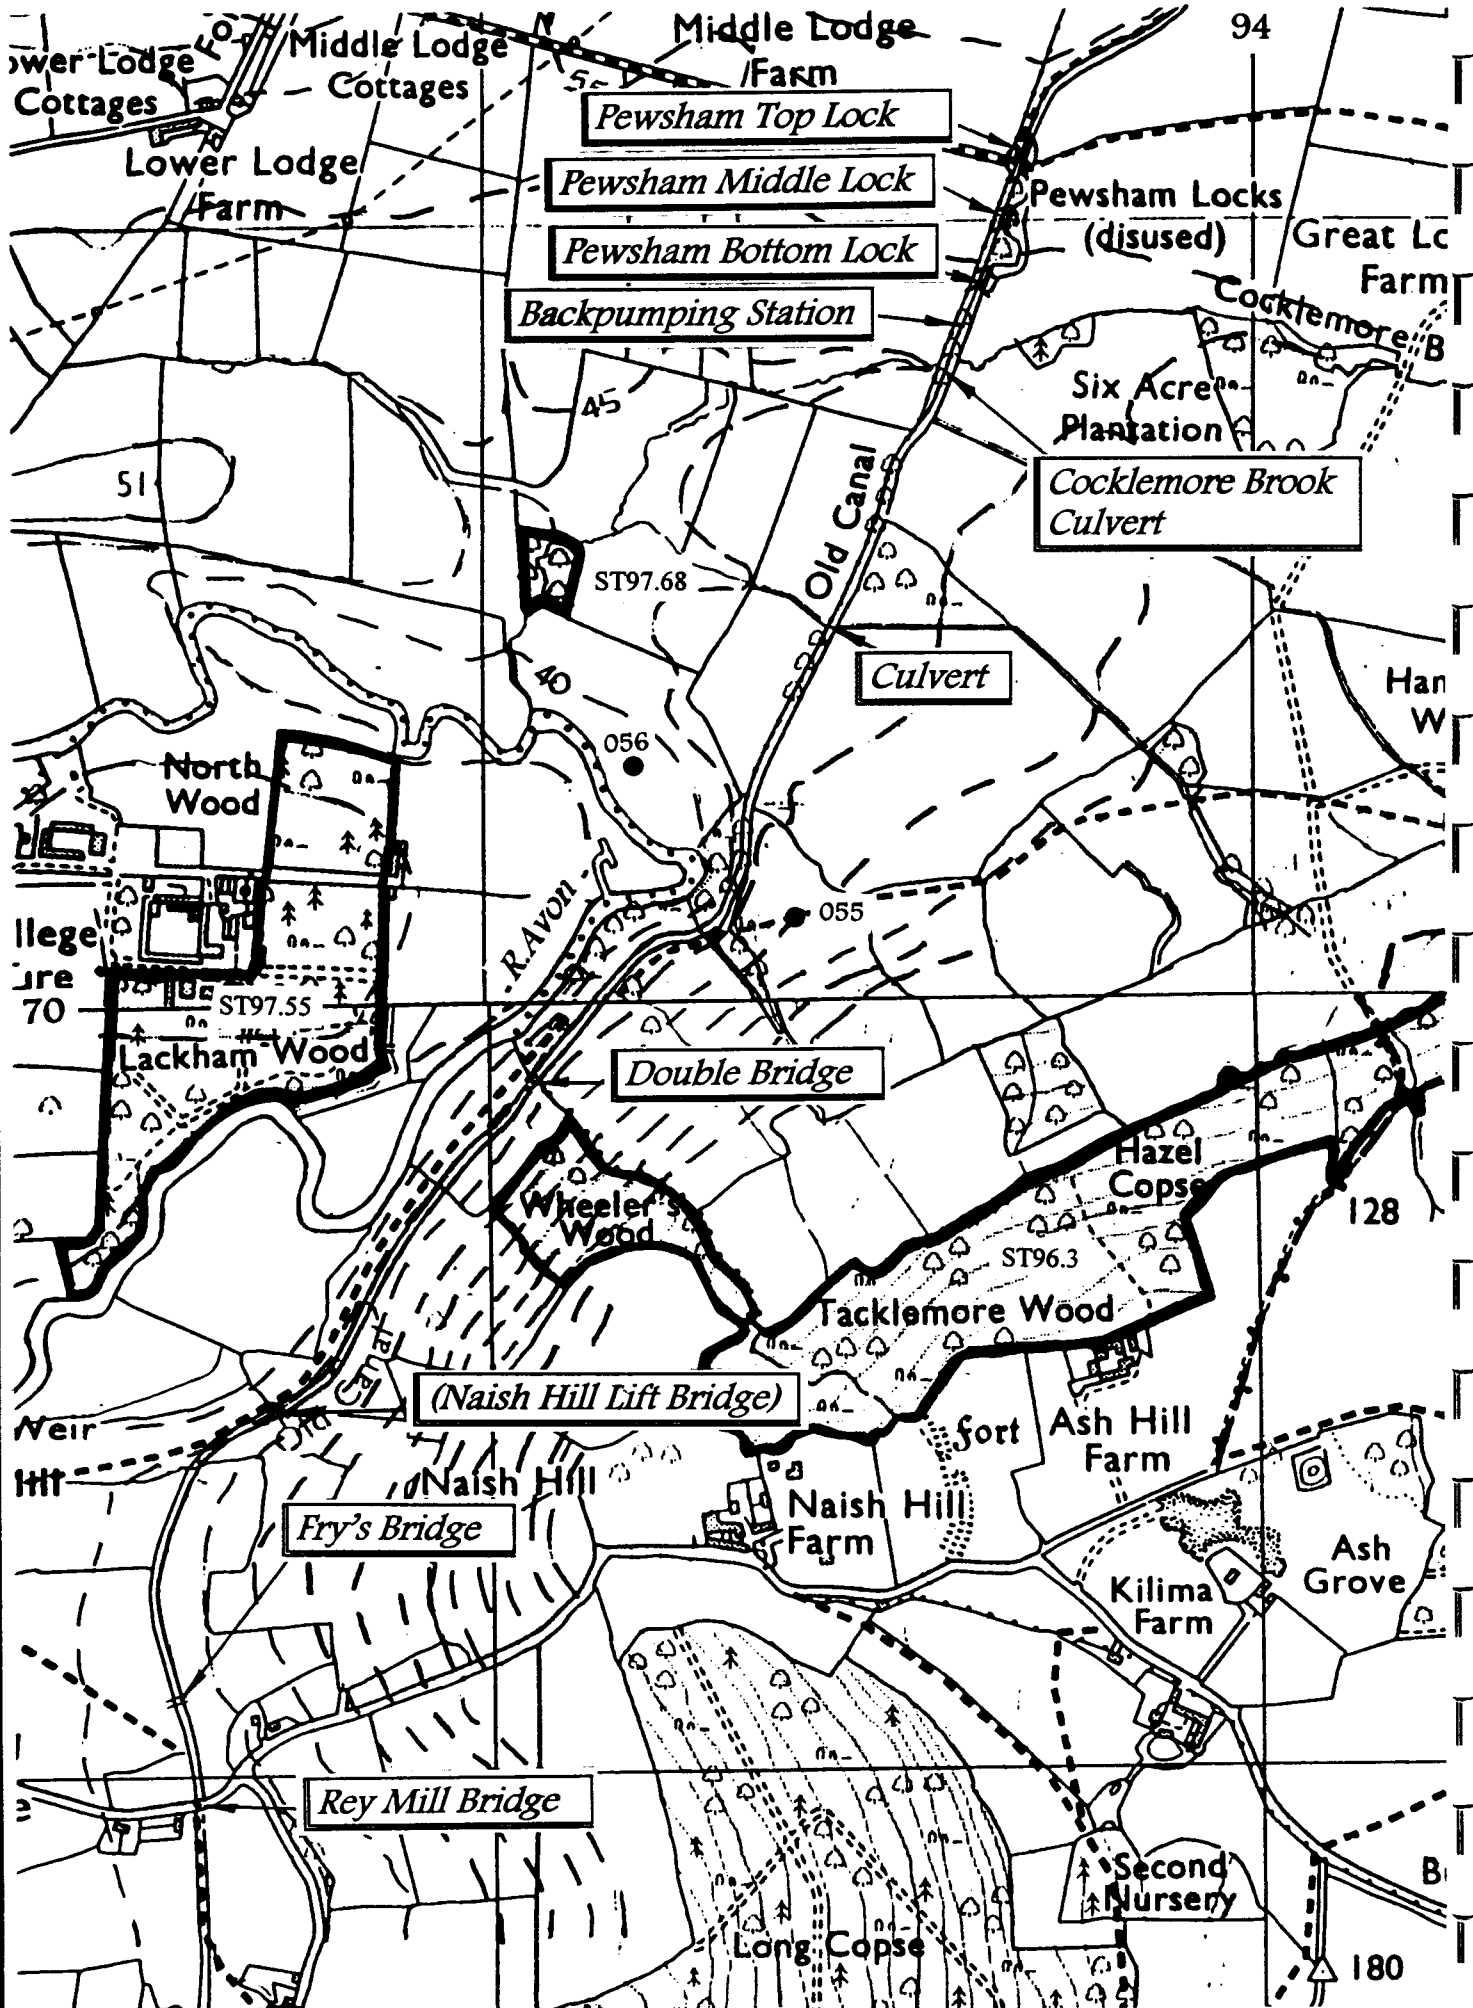 Middle Lodge
Farm
94
Middle Lodge
Cottages
Lodge
Cottages
55
Pewsham Top Lock
Lower Lodge
Farm
Pewsham Middle Lock
Pewsham Locks
(disused)
Pewsham Bottom Lock
Great Lo
Farm
Backpumping Station
Cocklemore B
Six Acre
Plantation
45
51
Old Canal
Cocklemore Brook
Culvert
ST97.68
40
Culvert
Han
W
056
North
Wood
R. Avon
055
llege
ure
70
ST97.55
Lackham Wood
Double Bridge
Hazel
Copse
Wheeler's
Wood
128
ST96.3
Tacklemore Wood
Old Canal
(Naish Hill Lift Bridge)
Weir
Hill
fort
Ash Hill
Farm
Naish Hill
Naish Hill
Farm
Fry's Bridge
Ash
Grove
Kilima
Farm
Rey Mill Bridge
Second
Nursery
B
Long Copse
180